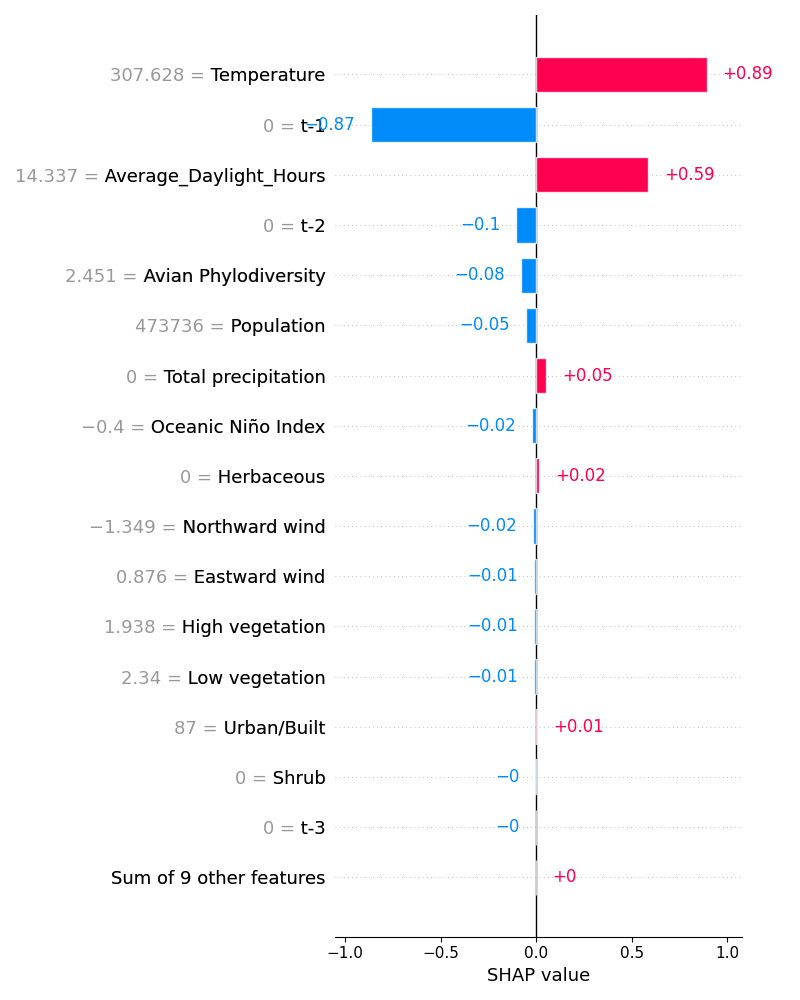 307.628 = Temperature +0.89
0 = t-1 −0.87
14.337 = Average_Daylight_Hours +0.59
0 = t-2 −0.1
2.451 = Avian Phylodiversity −0.08
473736 = Population −0.05
0 = Total precipitation +0.05
−0.4 = Oceanic Niño Index −0.02
0 = Herbaceous +0.02
−1.349 = Northward wind −0.02
0.876 = Eastward wind −0.01
1.938 = High vegetation −0.01
2.34 = Low vegetation −0.01
87 = Urban/Built +0.01
0 = Shrub −0
0 = t-3 −0
Sum of 9 other features +0
−1.0 −0.5 0.0 0.5 1.0
SHAP value